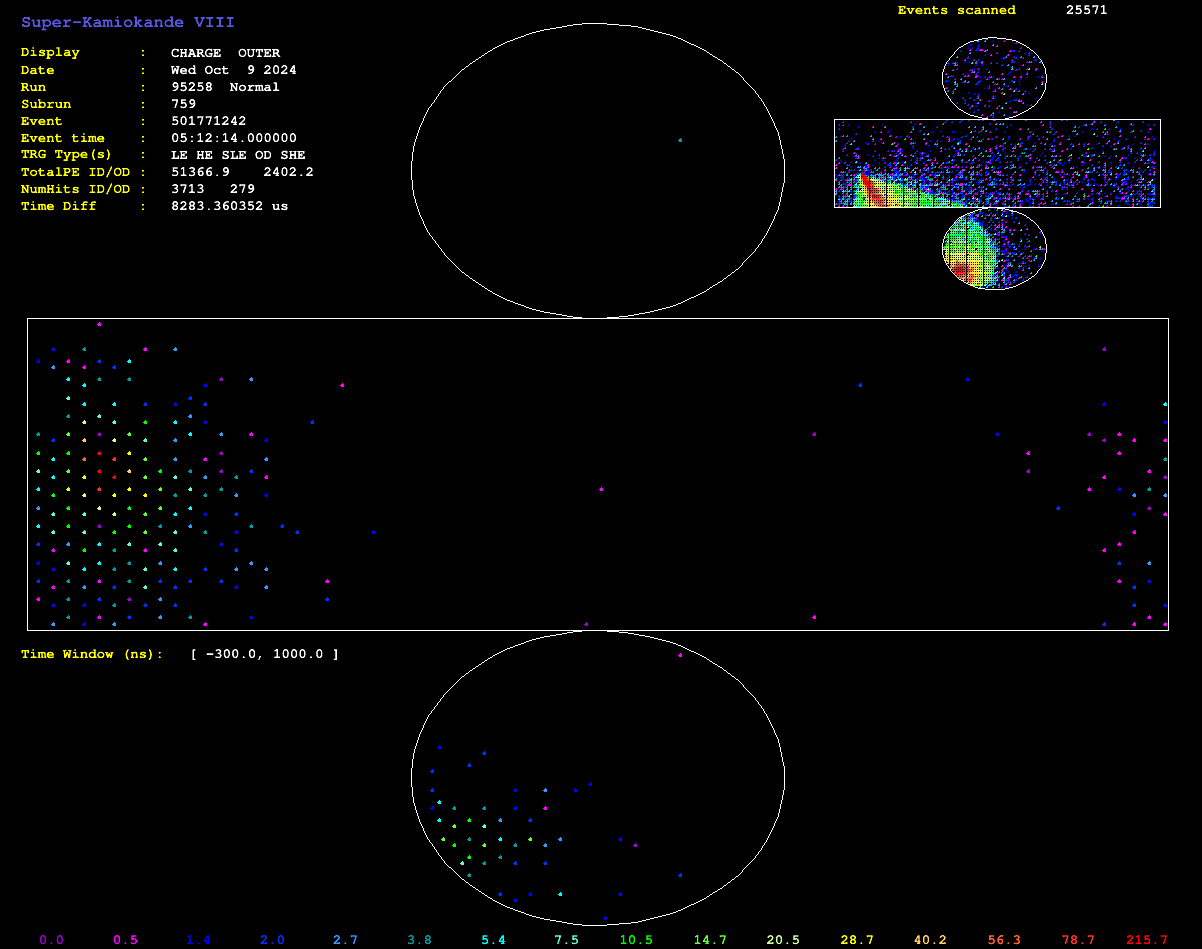 Super-Kamiokande VIII
Events scanned 25571
Display : CHARGE OUTER
Date : Wed Oct 9 2024
Run : 95258 Normal
Subrun : 759
Event : 501771242
Event time : 05:12:14.000000
TRG Type(s) : LE HE SLE OD SHE
TotalPE ID/OD : 51366.9 2402.2
NumHits ID/OD : 3713 279
Time Diff : 8283.360352 us
Time Window (ns): [ -300.0, 1000.0 ]
0.0 0.5 1.4 2.0 2.7 3.8 5.4 7.5 10.5 14.7 20.5 28.7 40.2 56.3 78.7 215.7